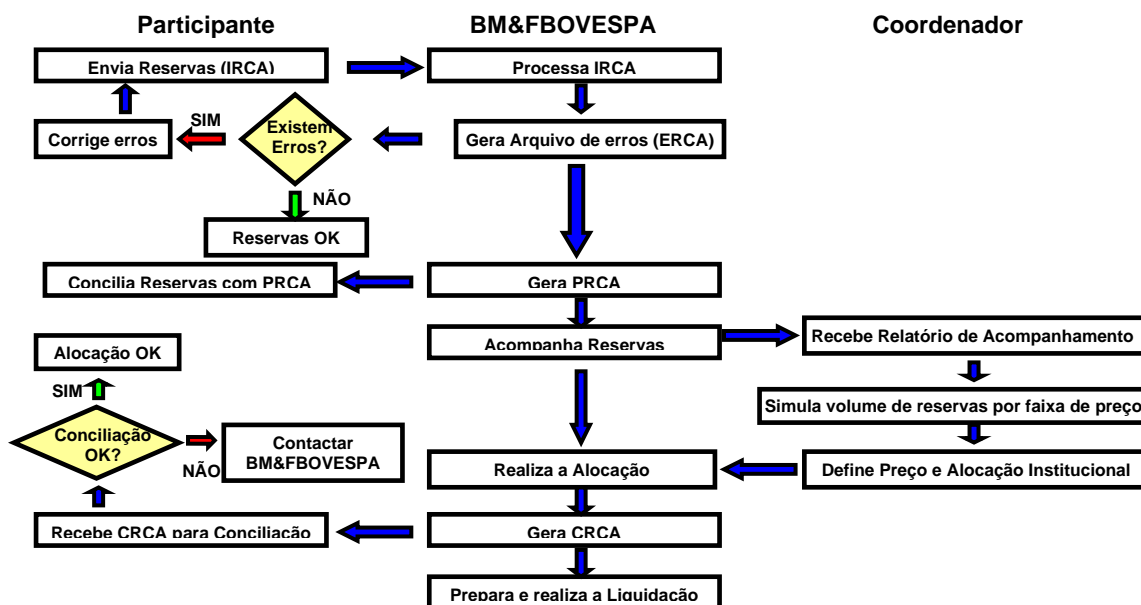 Participante
BM&FBOVESPA
Coordenador
Envia Reservas (IRCA)
Processa IRCA
Corrige erros
SIM
Existem
Erros?
Gera Arquivo de erros (ERCA)
NÃO
Reservas OK
Concilia Reservas com PRCA
Gera PRCA
Acompanha Reservas
Recebe Relatório de Acompanhamento
Alocação OK
SIM
Simula volume de reservas por faixa de preço
Conciliação
OK?
NÃO
Contactar
BM&FBOVESPA
Realiza a Alocação
Define Preço e Alocação Institucional
Recebe CRCA para Conciliação
Gera CRCA
Prepara e realiza a Liquidação